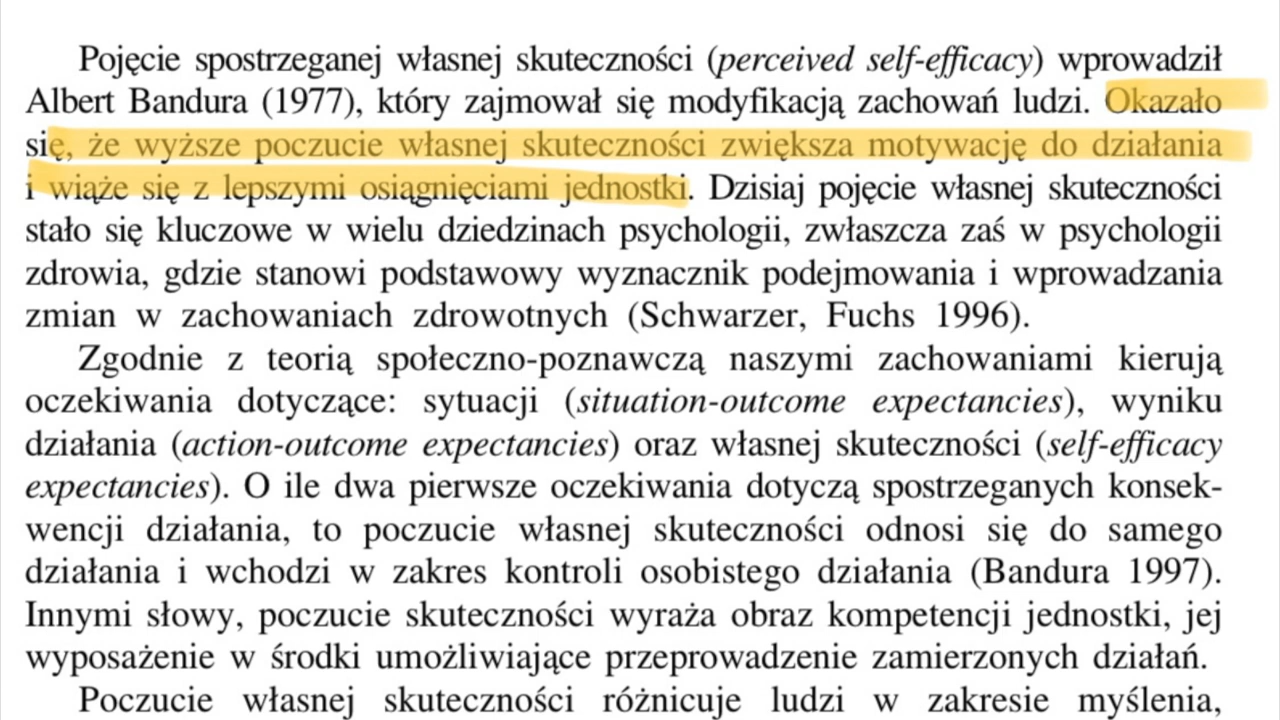 Pojęcie spostrzeganej własnej skuteczności (perceived self-efficacy) wprowadził
Albert Bandura (1977), który zajmował się modyfikacją zachowań ludzi. Okazało
się, że wyższe poczucie własnej skuteczności zwiększa motywację do działania
i wiąże się z lepszymi osiągnięciami jednostki. Dzisiaj pojęcie własnej skuteczności
stało się kluczowe w wielu dziedzinach psychologii, zwłaszcza zaś w psychologii
zdrowia, gdzie stanowi podstawowy wyznacznik podejmowania i wprowadzania
zmian w zachowaniach zdrowotnych (Schwarzer, Fuchs 1996).
Zgodnie z teorią społeczno-poznawczą naszymi zachowaniami kierują
oczekiwania dotyczące: sytuacji (situation-outcome expectancies), wyniku
działania (action-outcome expectancies) oraz własnej skuteczności (self-efficacy
expectancies). O ile dwa pierwsze oczekiwania dotyczą spostrzeganych konsek-
wencji działania, to poczucie własnej skuteczności odnosi się do samego
działania i wchodzi w zakres kontroli osobistego działania (Bandura 1997).
Innymi słowy, poczucie skuteczności wyraża obraz kompetencji jednostki, jej
wyposażenie w środki umożliwiające przeprowadzenie zamierzonych działań.
Poczucie własnej skuteczności różnicuje ludzi w zakresie myślenia,